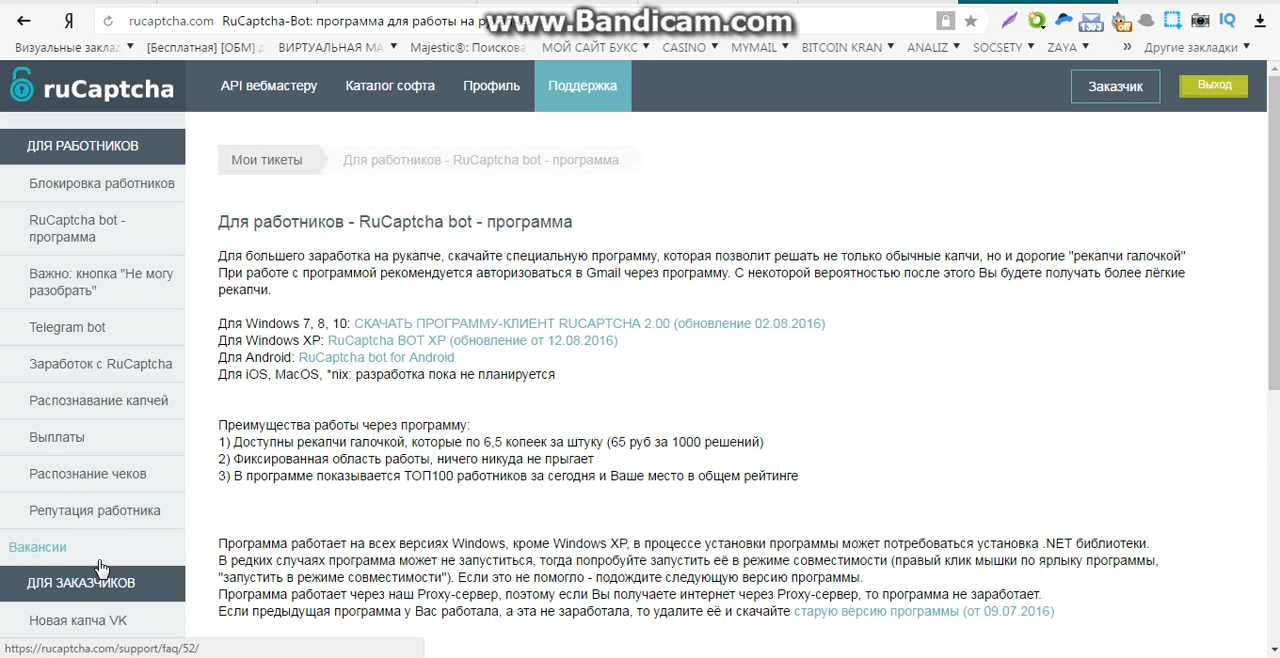 Я
rucaptcha.com RuCaptcha-Bot: программа для работы на
www.Bandicam.com
1393
off
IQ
Визуальные заклад
[Бесплатная] [ОБМ]
ВИРТУАЛЬНАЯ МА
Majestic®: Поискова
МОЙ САЙТ БУКС
CASINO
MYMAIL
BITCOIN KRAN
ANALIZ
SOCSETY
ZAYA
»
Другие закладки
ruCaptcha
API вебмастеру
Каталог софта
Профиль
Поддержка
Заказчик
Выход
ДЛЯ РАБОТНИКОВ
Блокировка работников
RuCaptcha bot -
программа
Важно: кнопка "Не могу
разобрать"
Telegram bot
Заработок с RuCaptcha
Распознавание капчей
Выплаты
Распознание чеков
Репутация работника
Вакансии
ДЛЯ ЗАКАЗЧИКОВ
Новая капча VK
Мои тикеты
Для работников - RuCaptcha bot - программа
Для работников - RuCaptcha bot - программа
Для большего заработка на рукапче, скачайте специальную программу, которая позволит решать не только обычные капчи, но и дорогие "рекапчи галочкой"
При работе с программой рекомендуется авторизоваться в Gmail через программу. С некоторой вероятностью после этого Вы будете получать более лёгкие
рекапчи.
Для Windows 7, 8, 10: СКАЧАТЬ ПРОГРАММУ-КЛИЕНТ RUCAPTCHA 2.00 (обновление 02.08.2016)
Для Windows XP: RuCaptcha BOT XP (обновление от 12.08.2016)
Для Android: RuCaptcha bot for Android
Для iOS, MacOS, *nix: разработка пока не планируется
Преимущества работы через программу:
1) Доступны рекапчи галочкой, которые по 6,5 копеек за штуку (65 руб за 1000 решений)
2) Фиксированная область работы, ничего никуда не прыгает
3) В программе показывается ТОП100 работников за сегодня и Ваше место в общем рейтинге
Программа работает на всех версиях Windows, кроме Windows XP, в процессе установки программы может потребоваться установка .NET библиотеки.
В редких случаях программа может не запуститься, тогда попробуйте запустить её в режиме совместимости (правый клик мышки по ярлыку программы,
"запустить в режиме совместимости"). Если это не помогло - подождите следующую версию программы.
Программа работает через наш Proxy-сервер, поэтому если Вы получаете интернет через Proxy-сервер, то программа не заработает.
Если предыдущая программа у Вас работала, а эта не заработала, то удалите её и скачайте старую версию программы (от 09.07.2016)
https://rucaptcha.com/support/faq/52/